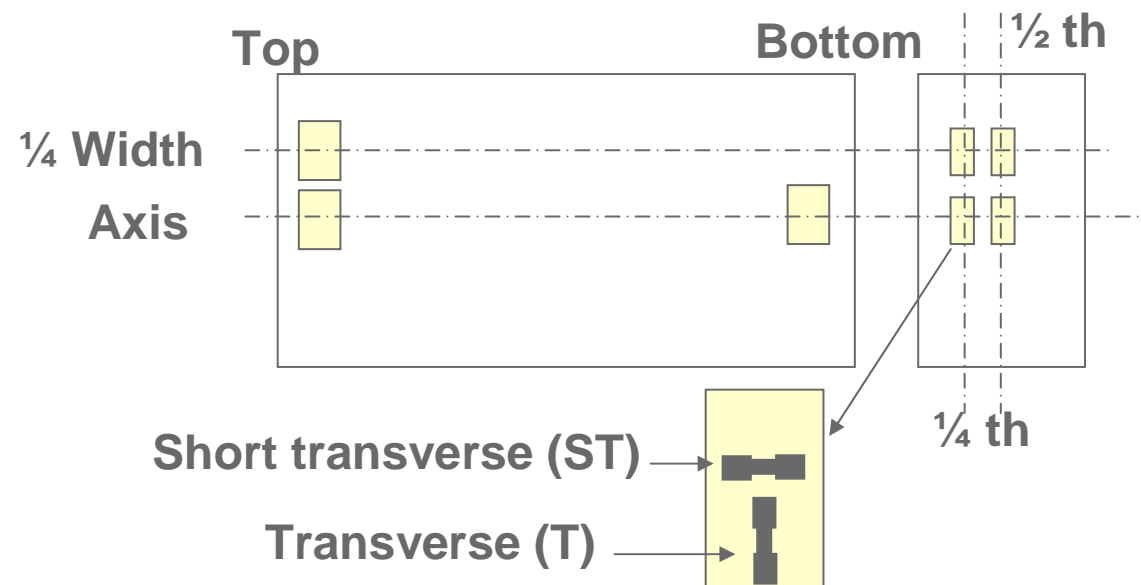 ½ th
Top
Bottom
¼ Width
Axis
¼ th
Short transverse (ST)
Transverse (T)